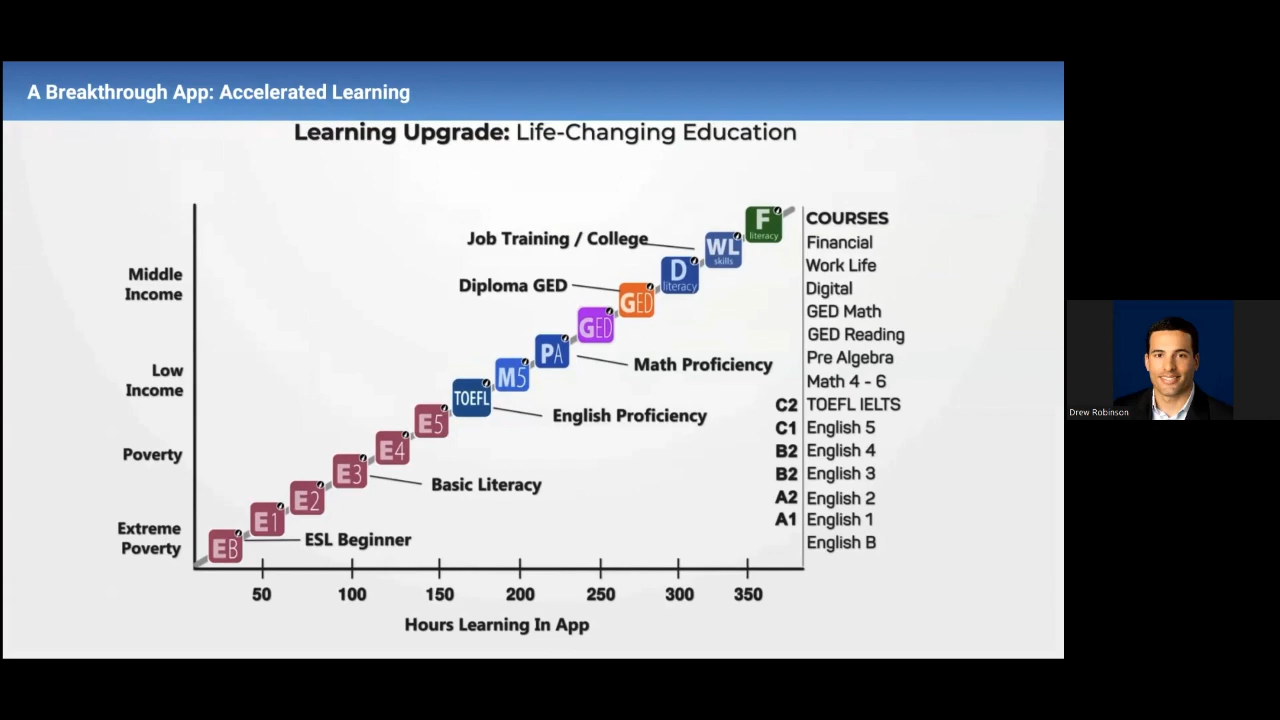 A Breakthrough App: Accelerated Learning
Learning Upgrade: Life-Changing Education
Middle
Income
Low
Income
Poverty
Extreme
Poverty
Job Training / College
Diploma GED
Math Proficiency
English Proficiency
Basic Literacy
ESL Beginner
F
literacy
WL
skills
D
literacy
GED
GED
PA
M5
TOEFL
E5
E4
E3
E2
E1
EB
50 100 150 200 250 300 350
Hours Learning In App
COURSES
Financial
Work Life
Digital
GED Math
GED Reading
Pre Algebra
Math 4 - 6
C2 TOEFL IELTS
C1 English 5
B2 English 4
B2 English 3
A2 English 2
A1 English 1
English B
Drew Robinson